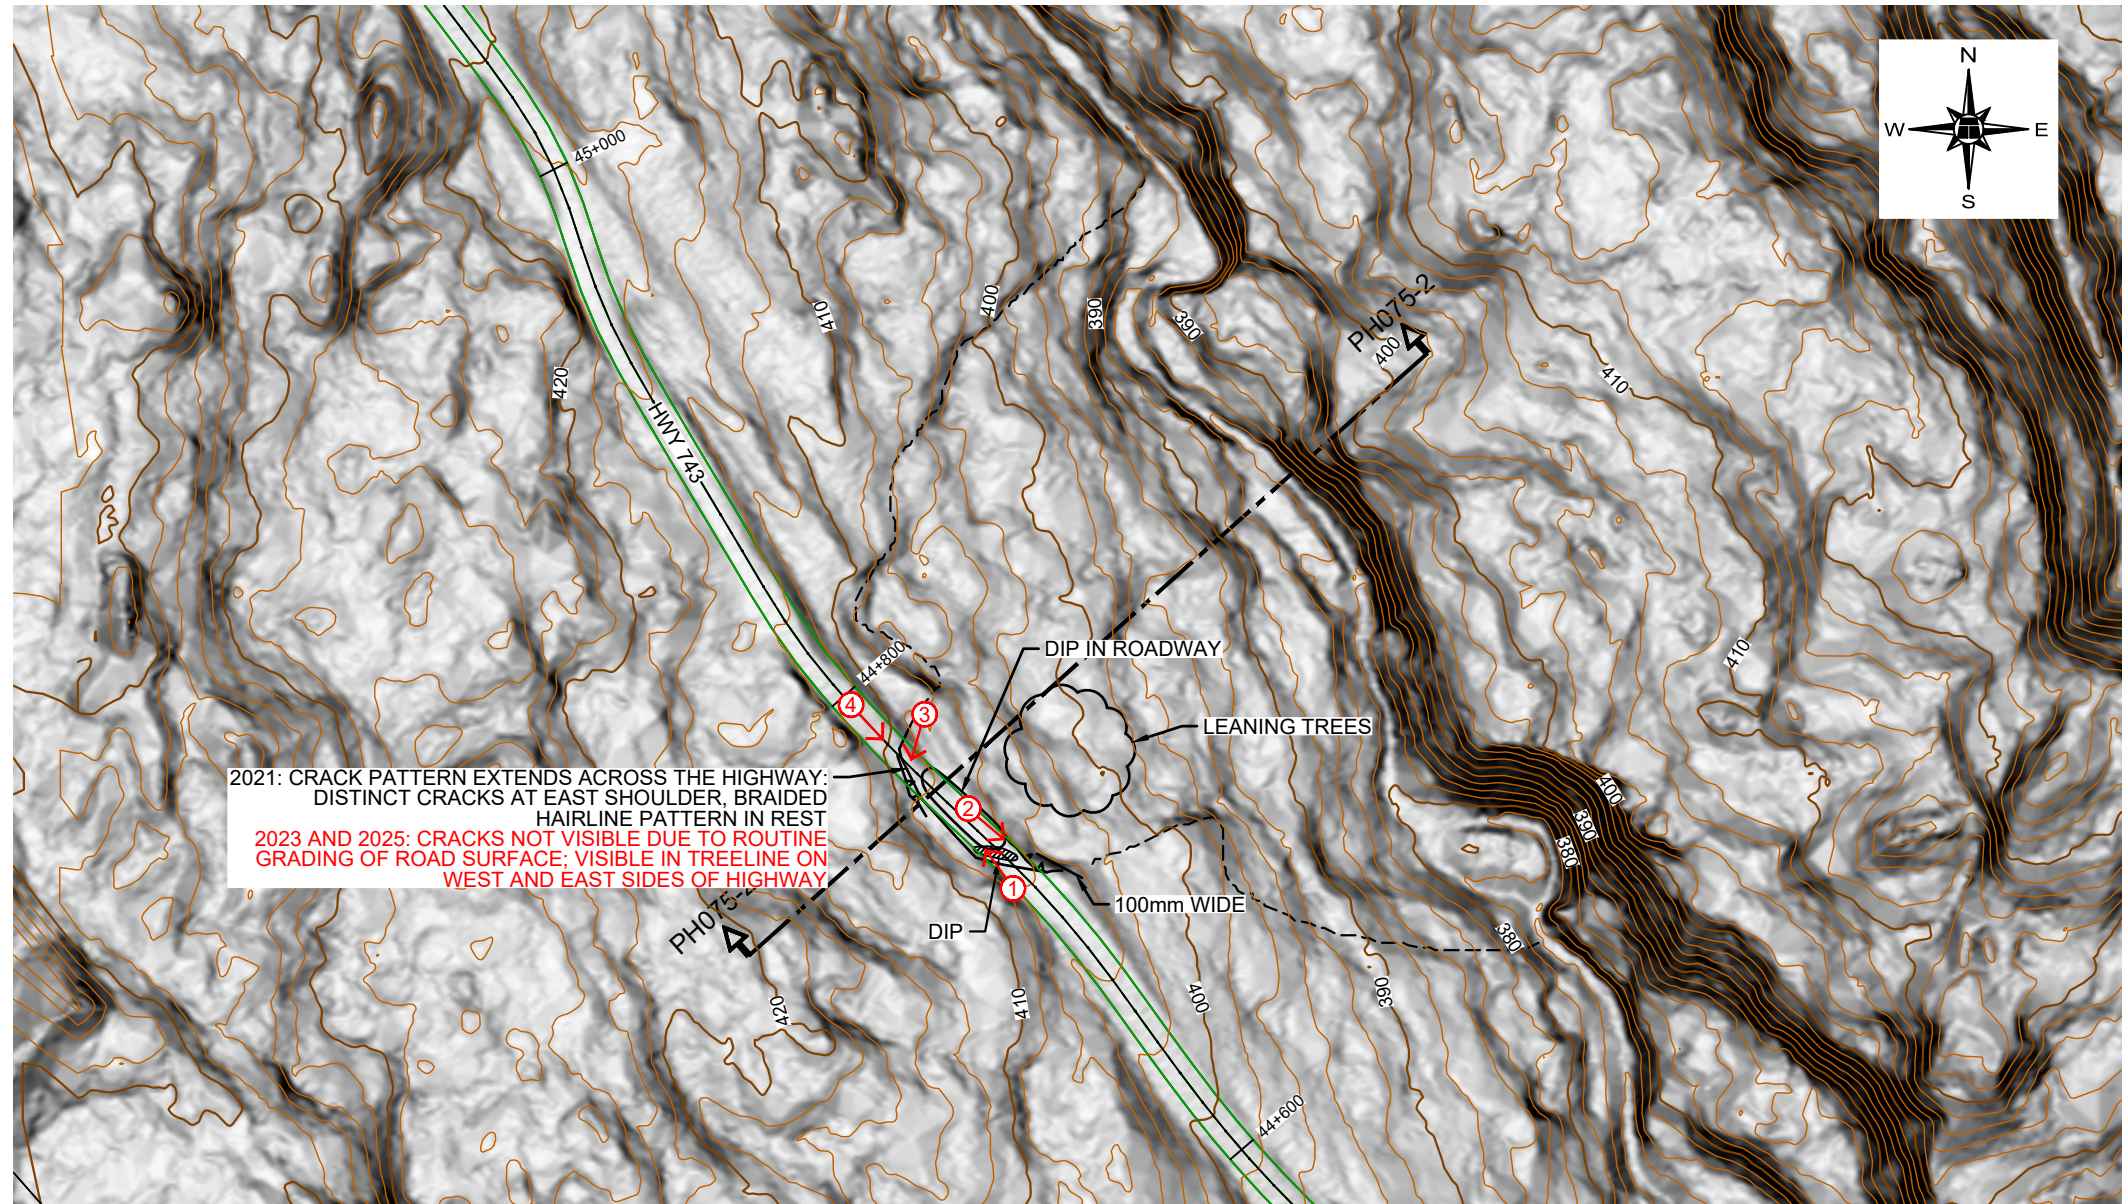 N
W
E
S
45+000
410
400
390
390
PH075-2
400
410
420
HWY 743
410
44+800
DIP IN ROADWAY
LEANING TREES
4
3
2
1
2021: CRACK PATTERN EXTENDS ACROSS THE HIGHWAY:
DISTINCT CRACKS AT EAST SHOULDER, BRAIDED
HAIRLINE PATTERN IN REST
2023 AND 2025: CRACKS NOT VISIBLE DUE TO ROUTINE
GRADING OF ROAD SURFACE; VISIBLE IN TREELINE ON
WEST AND EAST SIDES OF HIGHWAY
400
390
380
100mm WIDE
DIP
PH075-2
380
420
410
400
390
44+600